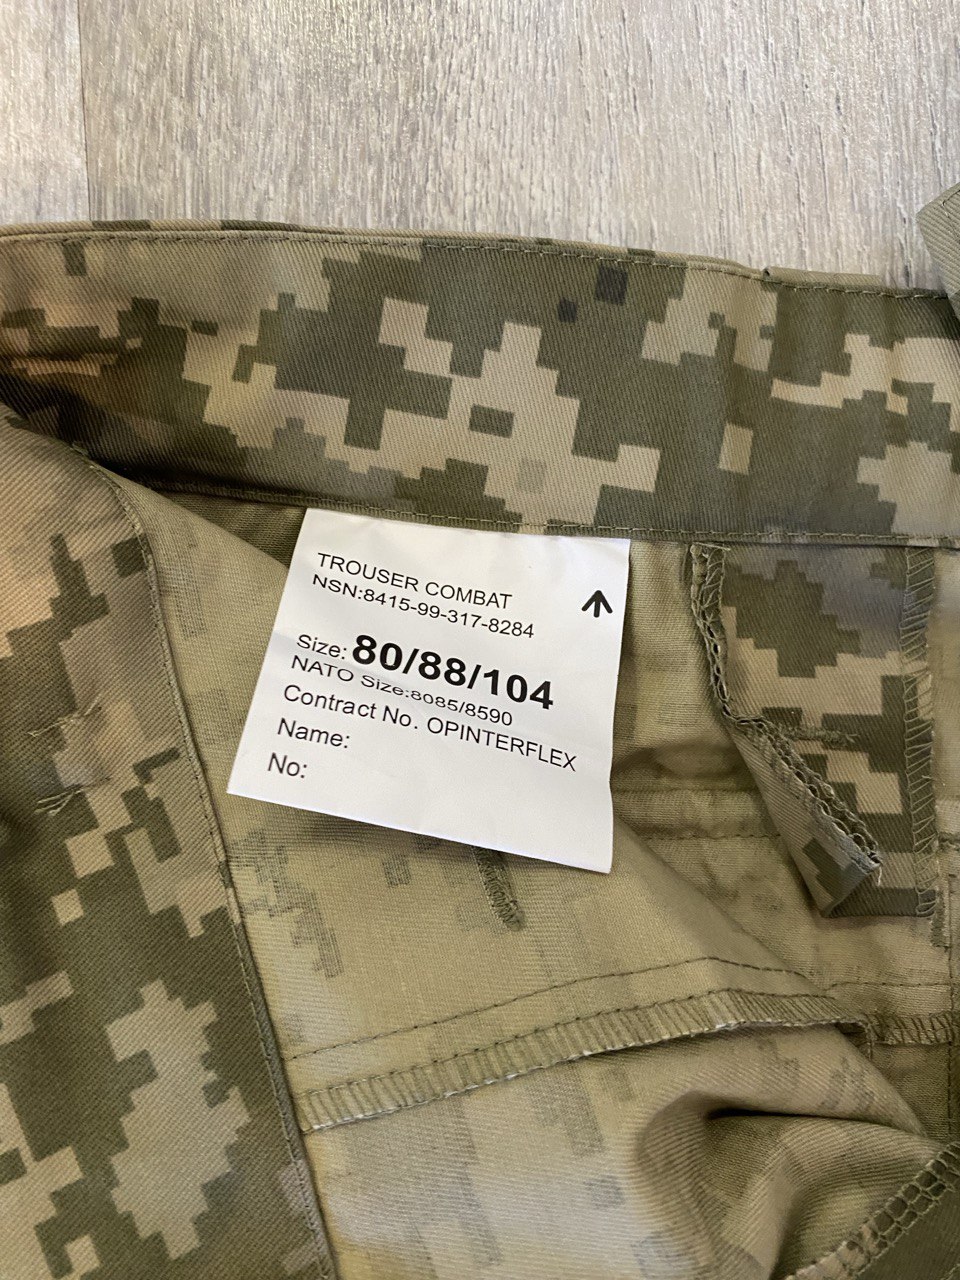 TROUSER COMBAT
NSN:8415-99-317-8284
Size: 80/88/104
NATO Size:8085/8590
Contract No. OPINTERFLEX
Name:
No: